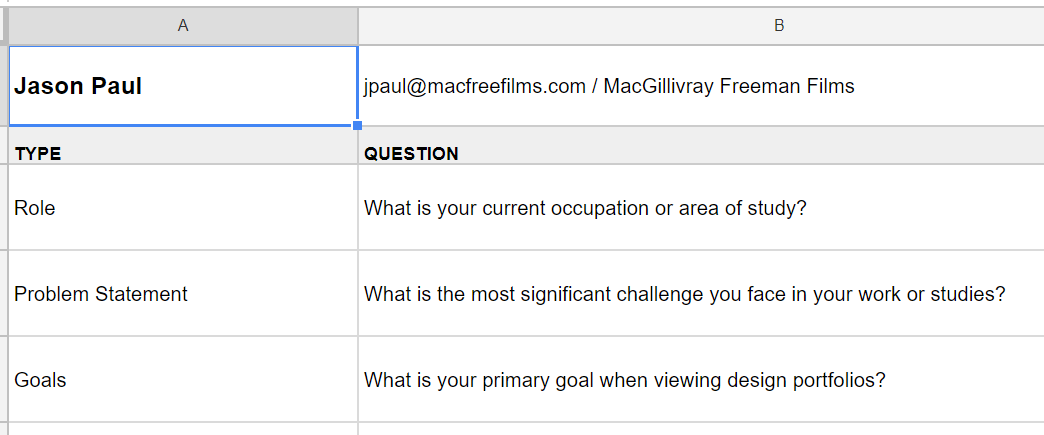 A B
Jason Paul jpaul@macfreefilms.com / MacGillivray Freeman Films
TYPE QUESTION
Role What is your current occupation or area of study?
Problem Statement What is the most significant challenge you face in your work or studies?
Goals What is your primary goal when viewing design portfolios?